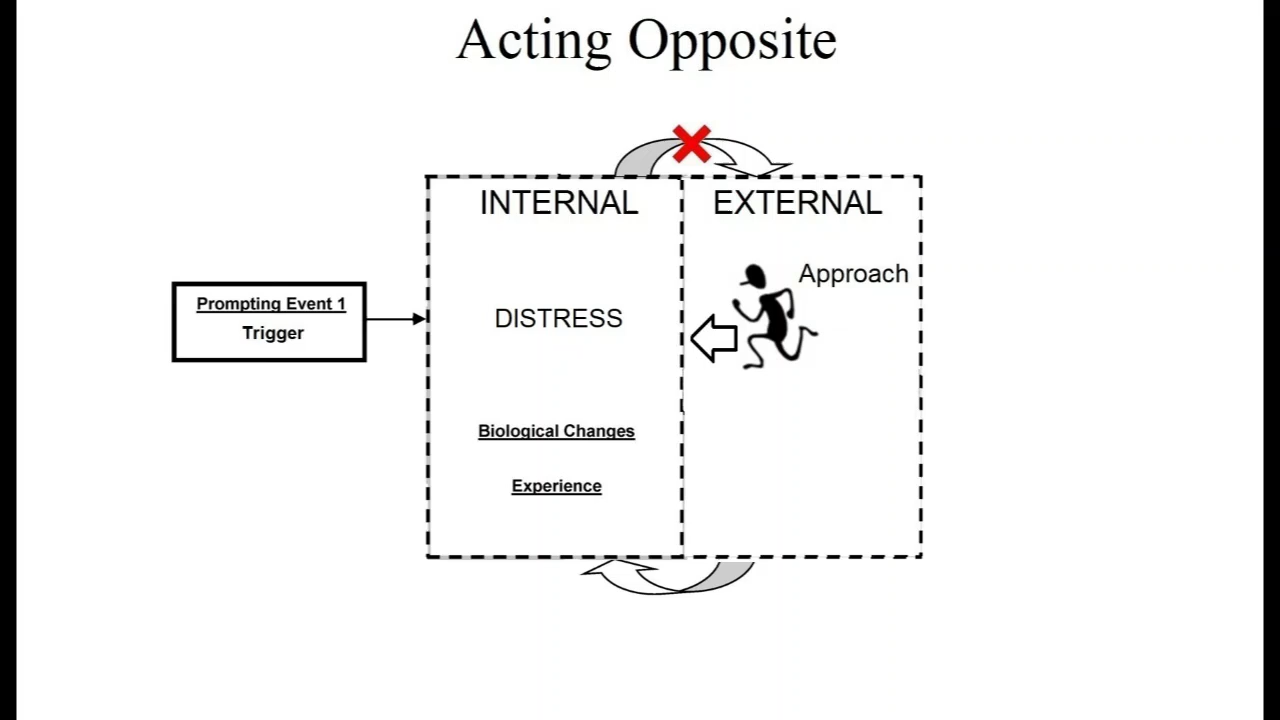 Acting Opposite
INTERNAL
EXTERNAL
Approach
Prompting Event 1
Trigger
DISTRESS
Biological Changes
Experience